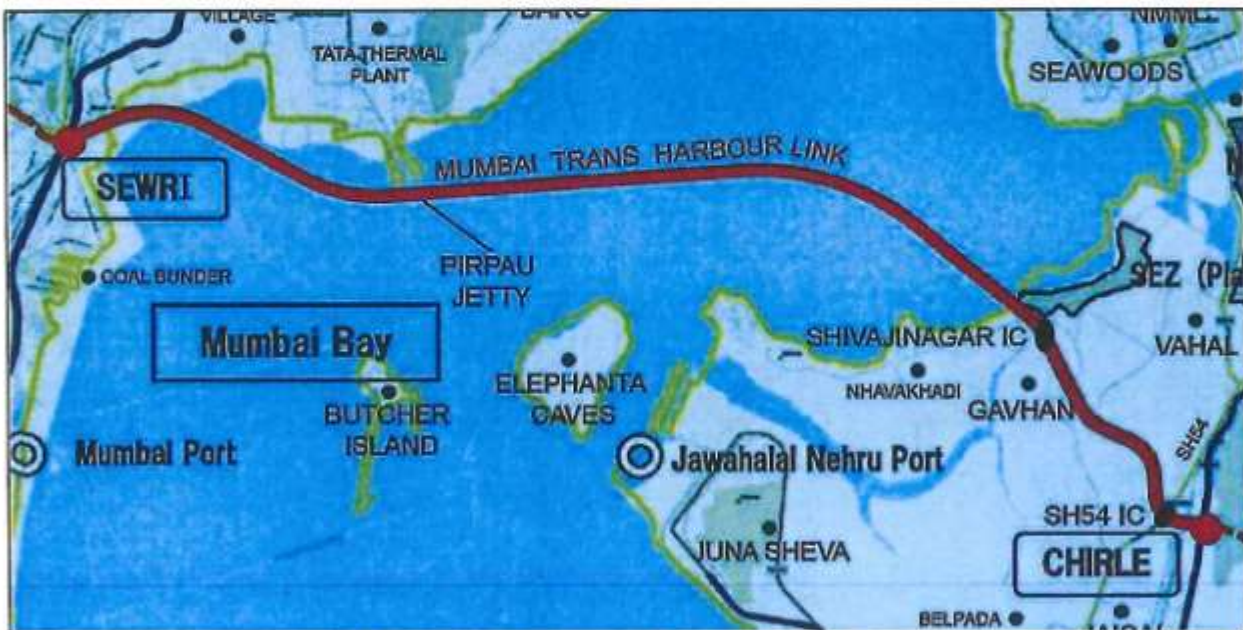 VILLAGE
TATA THERMAL
PLANT
SEAWOODS
MUMBAI TRANS HARBOUR LINK
SEWRI
COAL BUNDER
PIRPAU
JETTY
SEZ
Mumbai Bay
SHIVAJINAGAR IC
VAHAL
ELEPHANTA
CAVES
NHAVAKHADI
GAVHAN
BUTCHER
ISLAND
Mumbai Port
Jawahalal Nehru Port
SH54
SH54 IC
JUNA SHEVA
CHIRLE
BELPADA